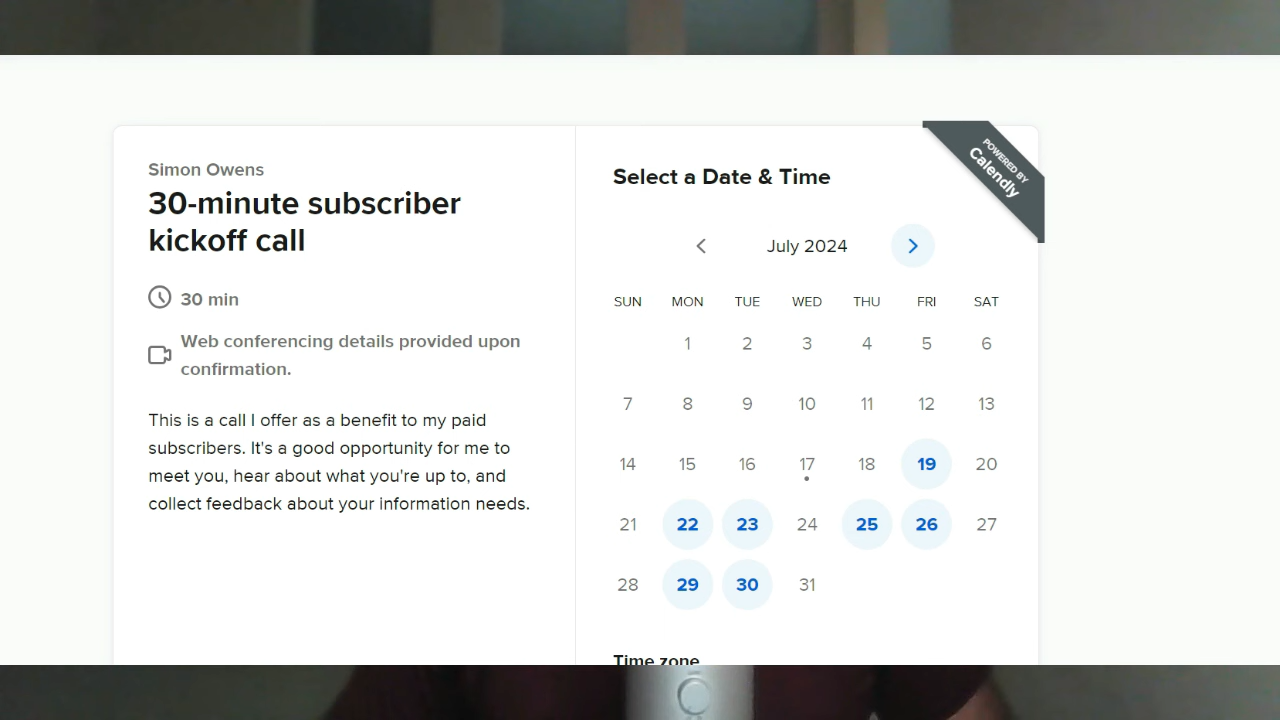 Simon Owens
30-minute subscriber
kickoff call
30 min
Web conferencing details provided upon
confirmation.
This is a call I offer as a benefit to my paid
subscribers. It's a good opportunity for me to
meet you, hear about what you're up to, and
collect feedback about your information needs.
POWERED BY
Calendly
Select a Date & Time
July 2024
SUN MON TUE WED THU FRI SAT
1 2 3 4 5 6
7 8 9 10 11 12 13
14 15 16 17 18 19 20
21 22 23 24 25 26 27
28 29 30 31
Time zone